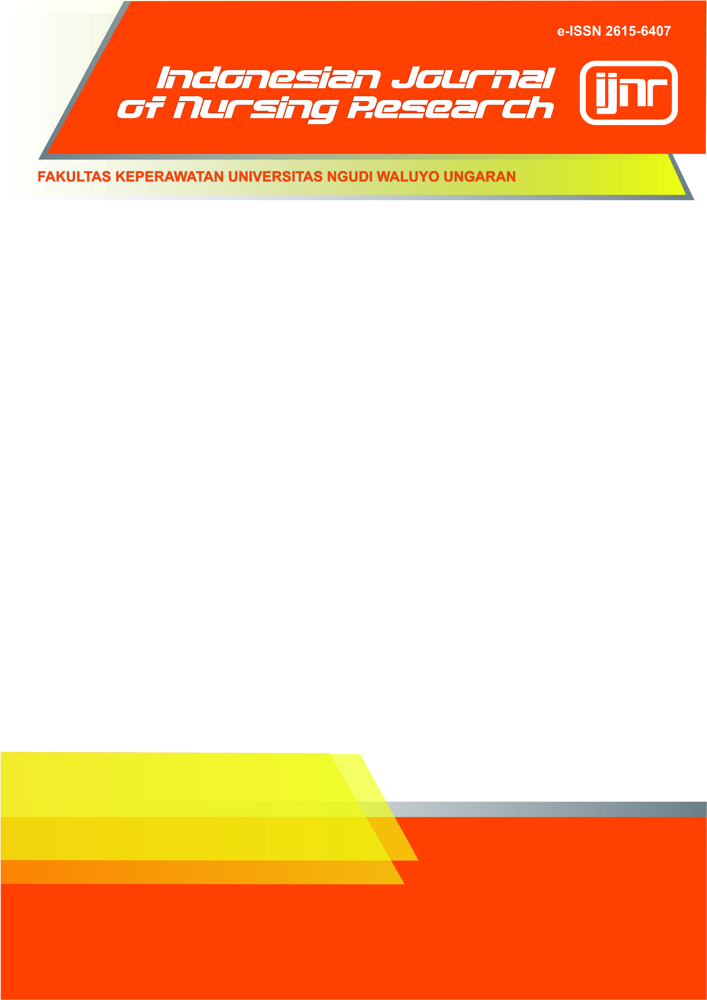 e-ISSN 2615-6407
Indonesian Journal
of Nursing Research
ijnr
FAKULTAS KEPERAWATAN UNIVERSITAS NGUDI WALUYO UNGARAN